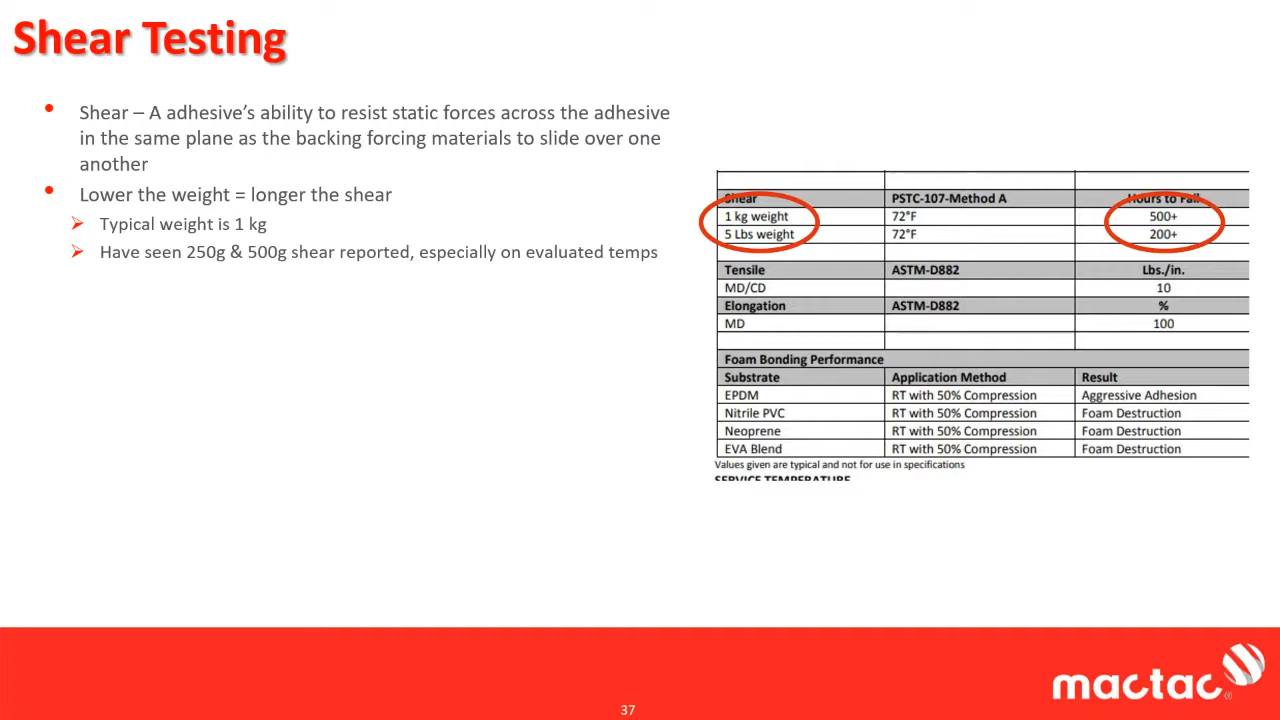 Shear Testing
• Shear – A adhesive's ability to resist static forces across the adhesive
in the same plane as the backing forcing materials to slide over one
another
• Lower the weight = longer the shear
➢ Typical weight is 1 kg
➢ Have seen 250g & 500g shear reported, especially on evaluated temps
Shear PSTC-107-Method A Hours to Fail
1 kg weight 72°F 500+
5 Lbs weight 72°F 200+
Tensile ASTM-D882 Lbs./in.
MD/CD 10
Elongation ASTM-D882 %
MD 100
Foam Bonding Performance
Substrate Application Method Result
EPDM RT with 50% Compression Aggressive Adhesion
Nitrile PVC RT with 50% Compression Foam Destruction
Neoprene RT with 50% Compression Foam Destruction
EVA Blend RT with 50% Compression Foam Destruction
Values given are typical and not for use in specifications
SERVICE TEMPERATURE
mactac®
37